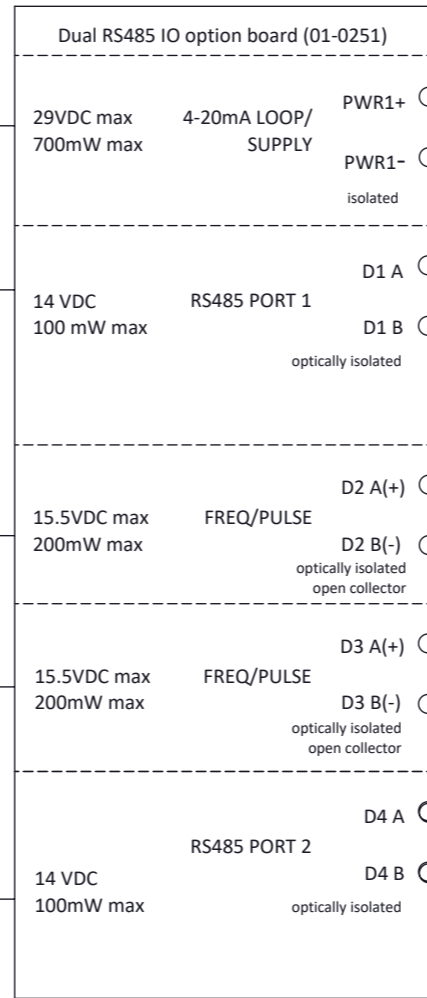 Dual RS485 IO option board (01-0251)
29VDC max
700mW max
4-20mA LOOP/
SUPPLY
PWR1+
PWR1-
isolated
14 VDC
100 mW max
RS485 PORT 1
D1 A
D1 B
optically isolated
15.5VDC max
200mW max
FREQ/PULSE
D2 A(+)
D2 B(-)
optically isolated
open collector
15.5VDC max
200mW max
FREQ/PULSE
D3 A(+)
D3 B(-)
optically isolated
open collector
14 VDC
100mW max
RS485 PORT 2
D4 A
D4 B
optically isolated